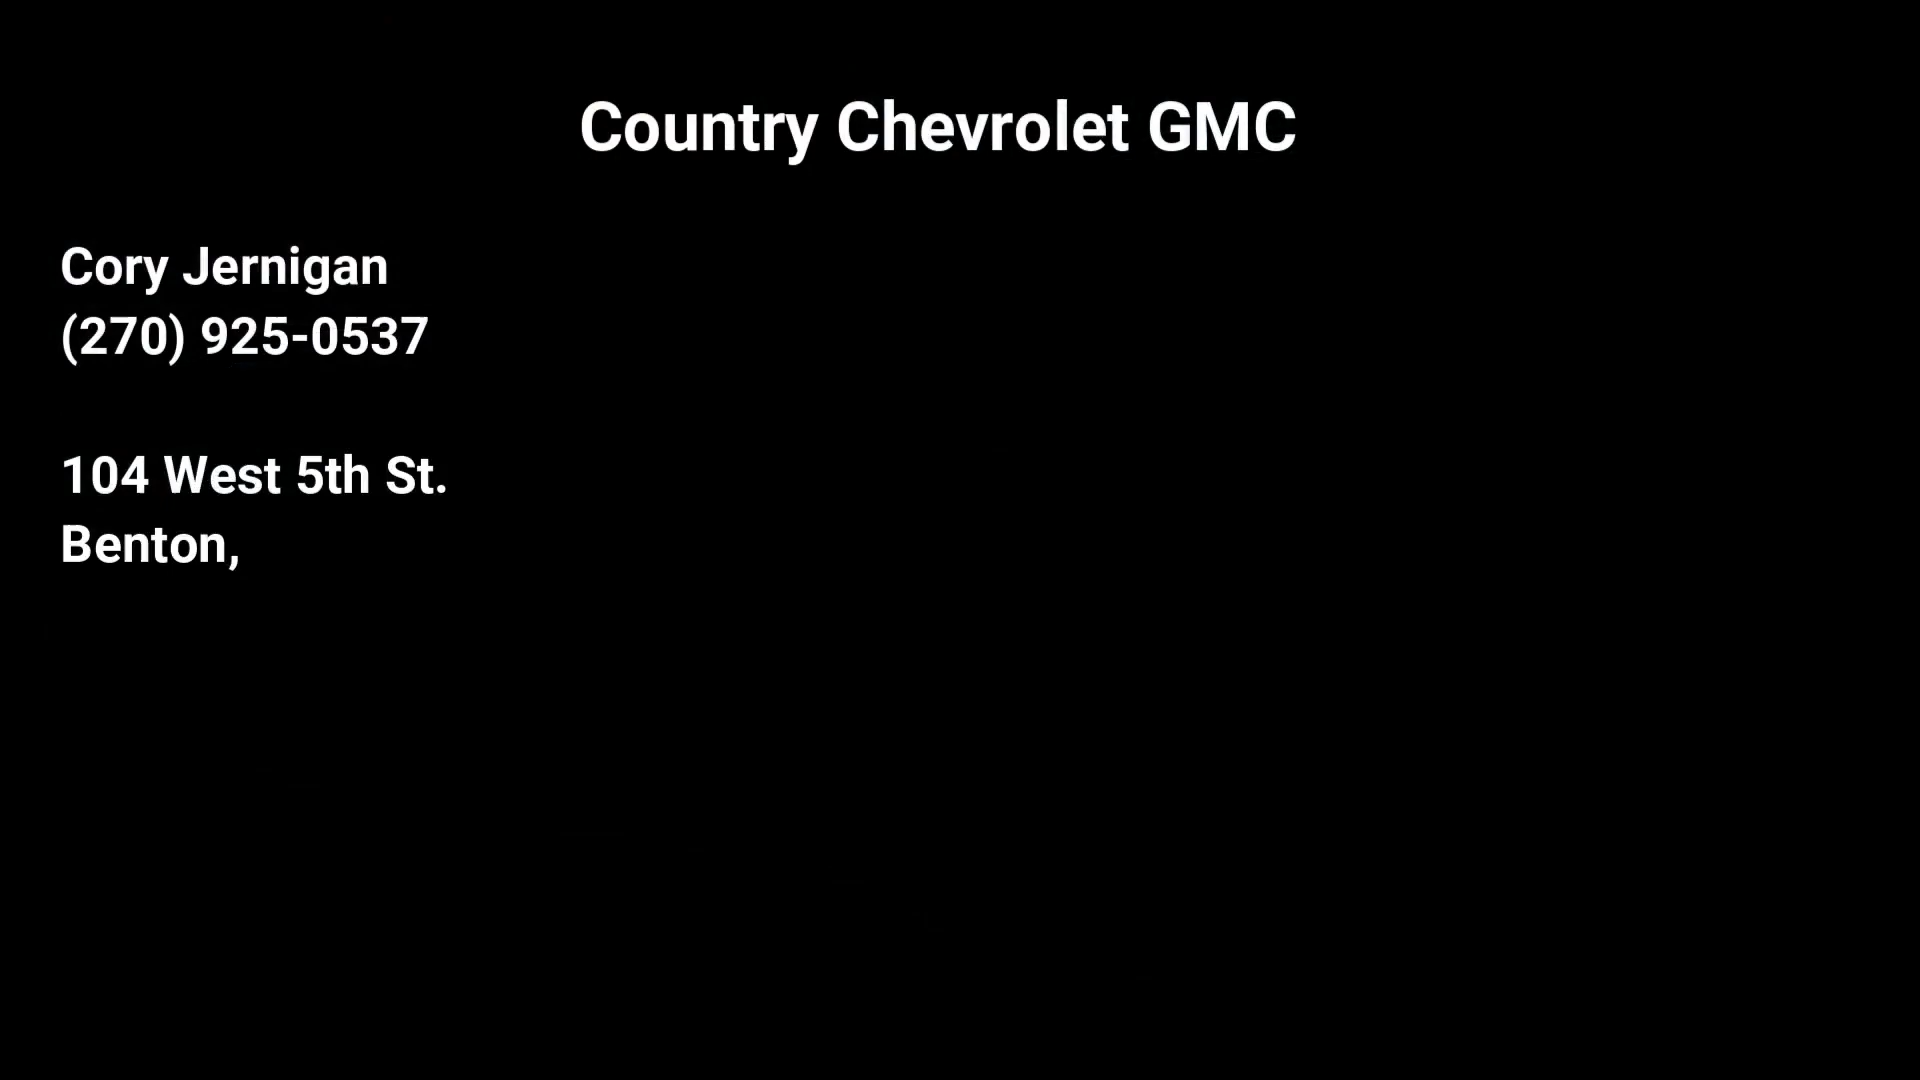 Country Chevrolet GMC
Cory Jernigan
(270) 925-0537
104 West 5th St.
Benton,